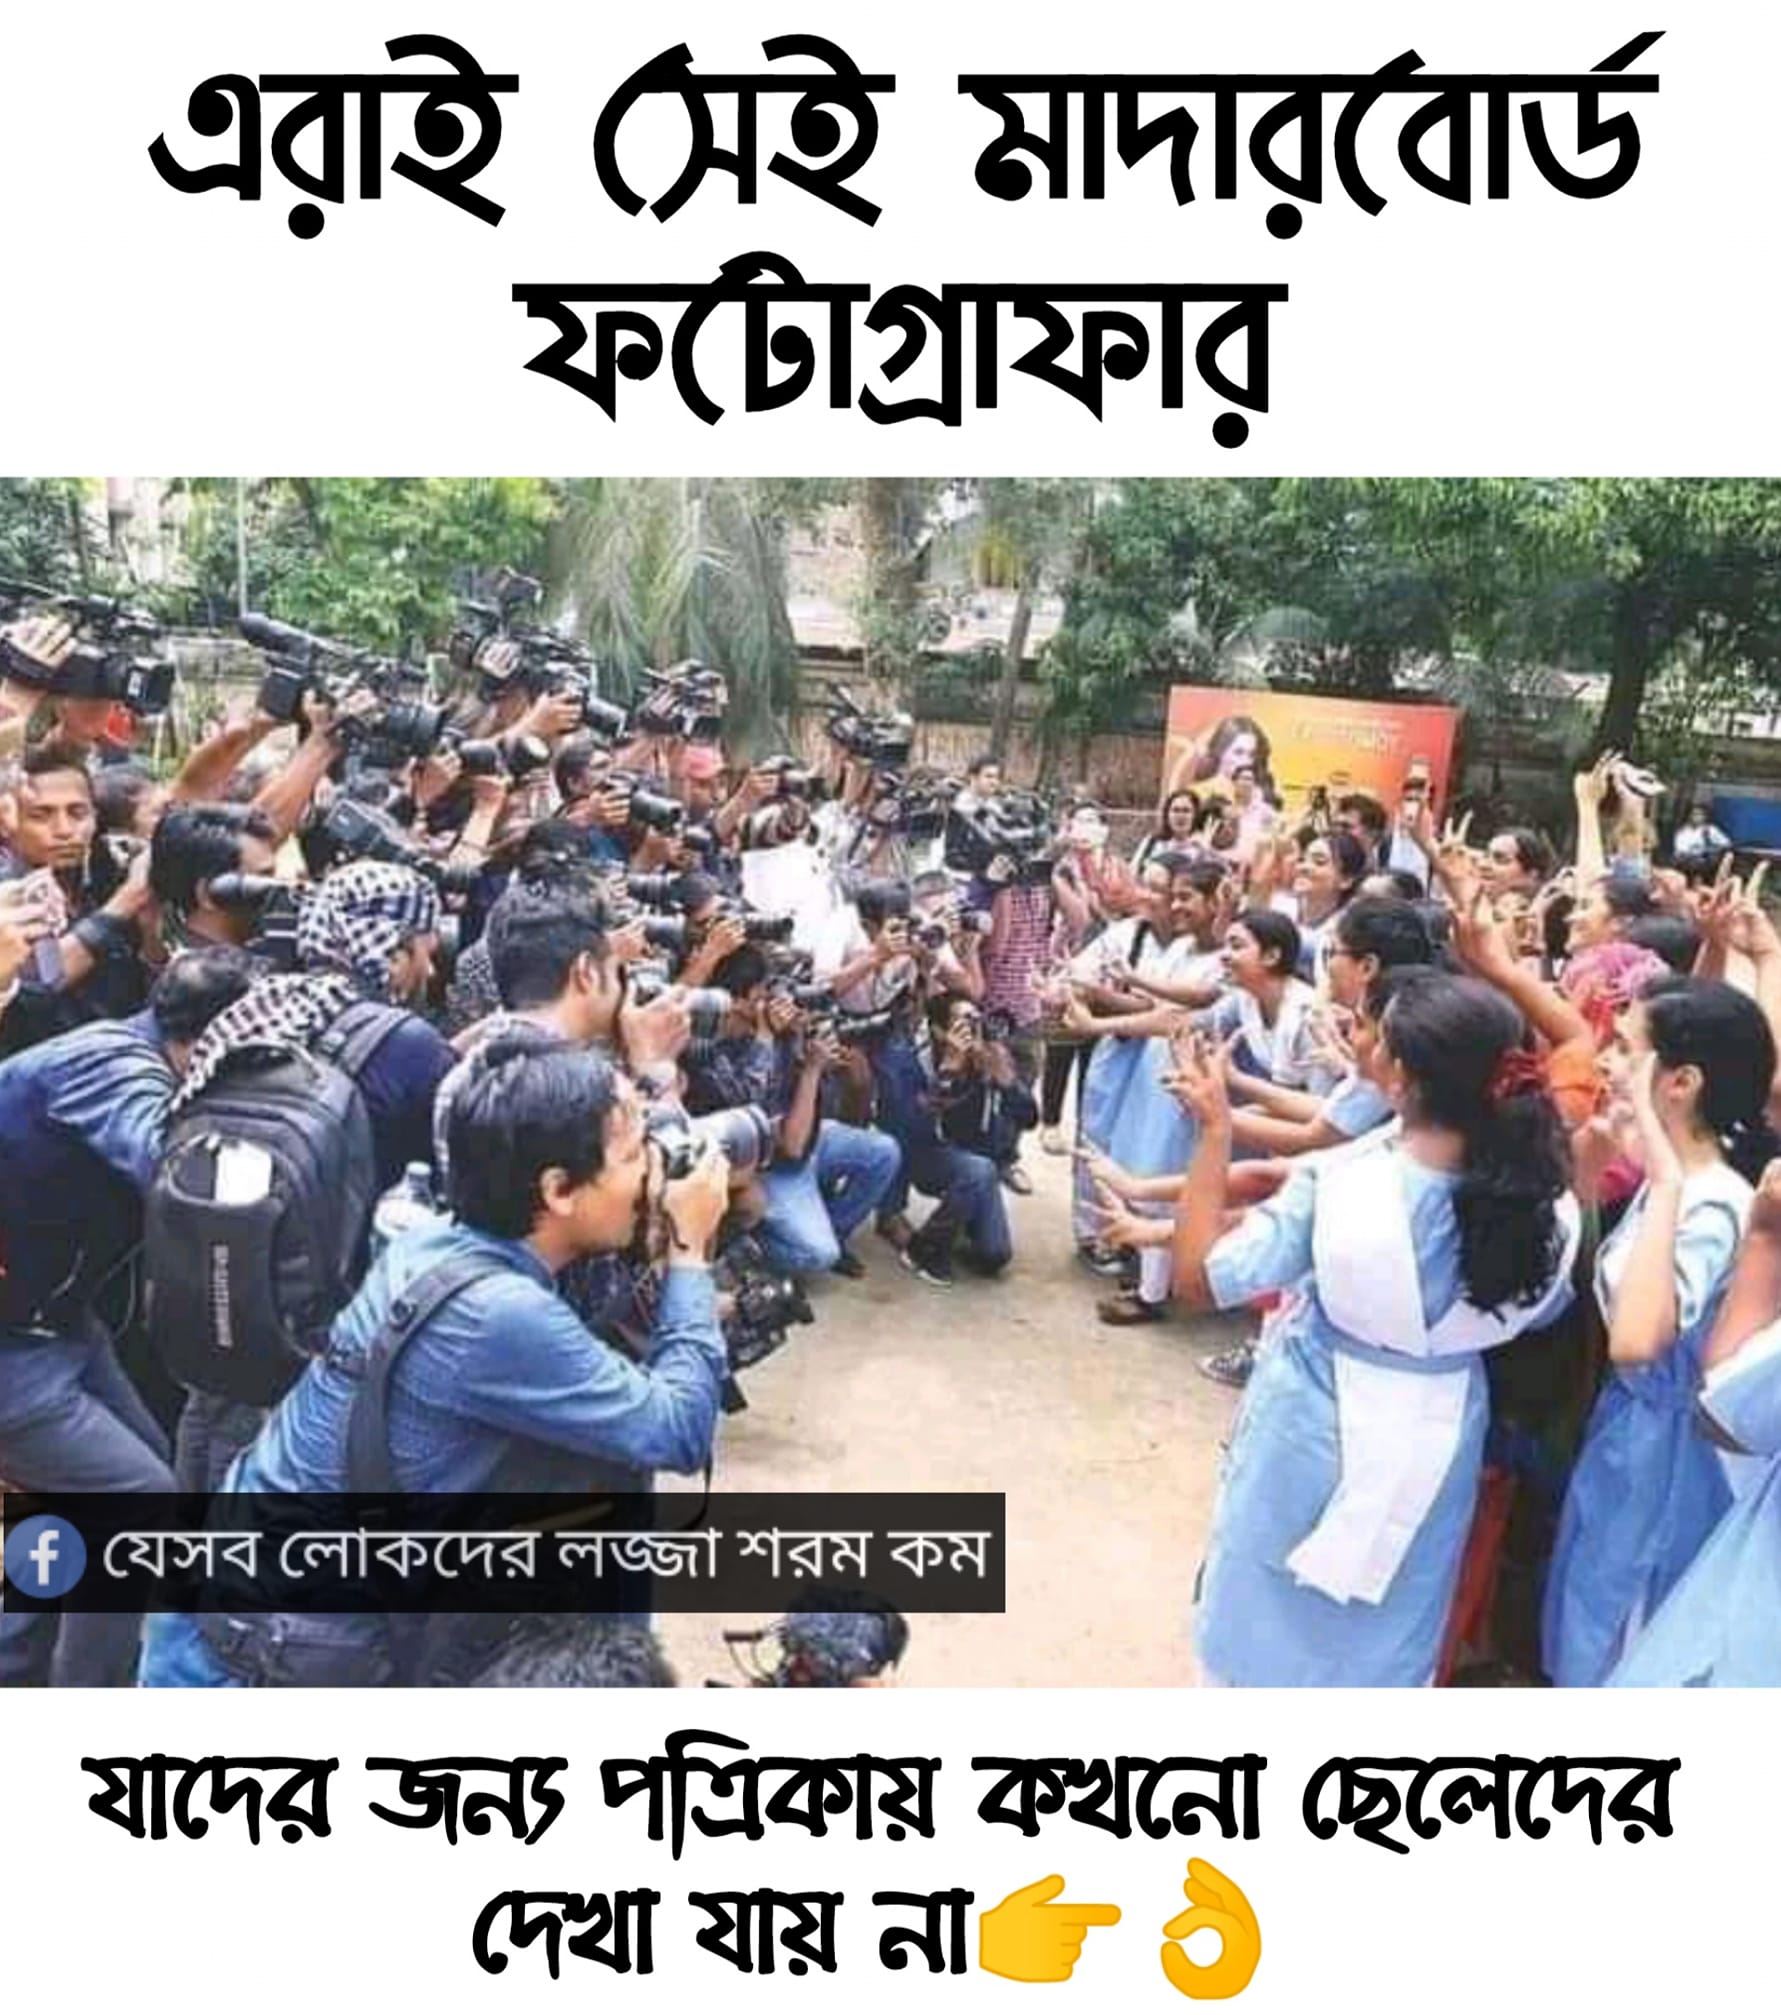 এরাই সেই মাদারবোর্ড
ফটোগ্রাফার
যেসব লোকদের লজ্জা শরম কম
যাদের জন্য পত্রিকায় কখনো ছেলেদের
দেখা যায় না👉👌